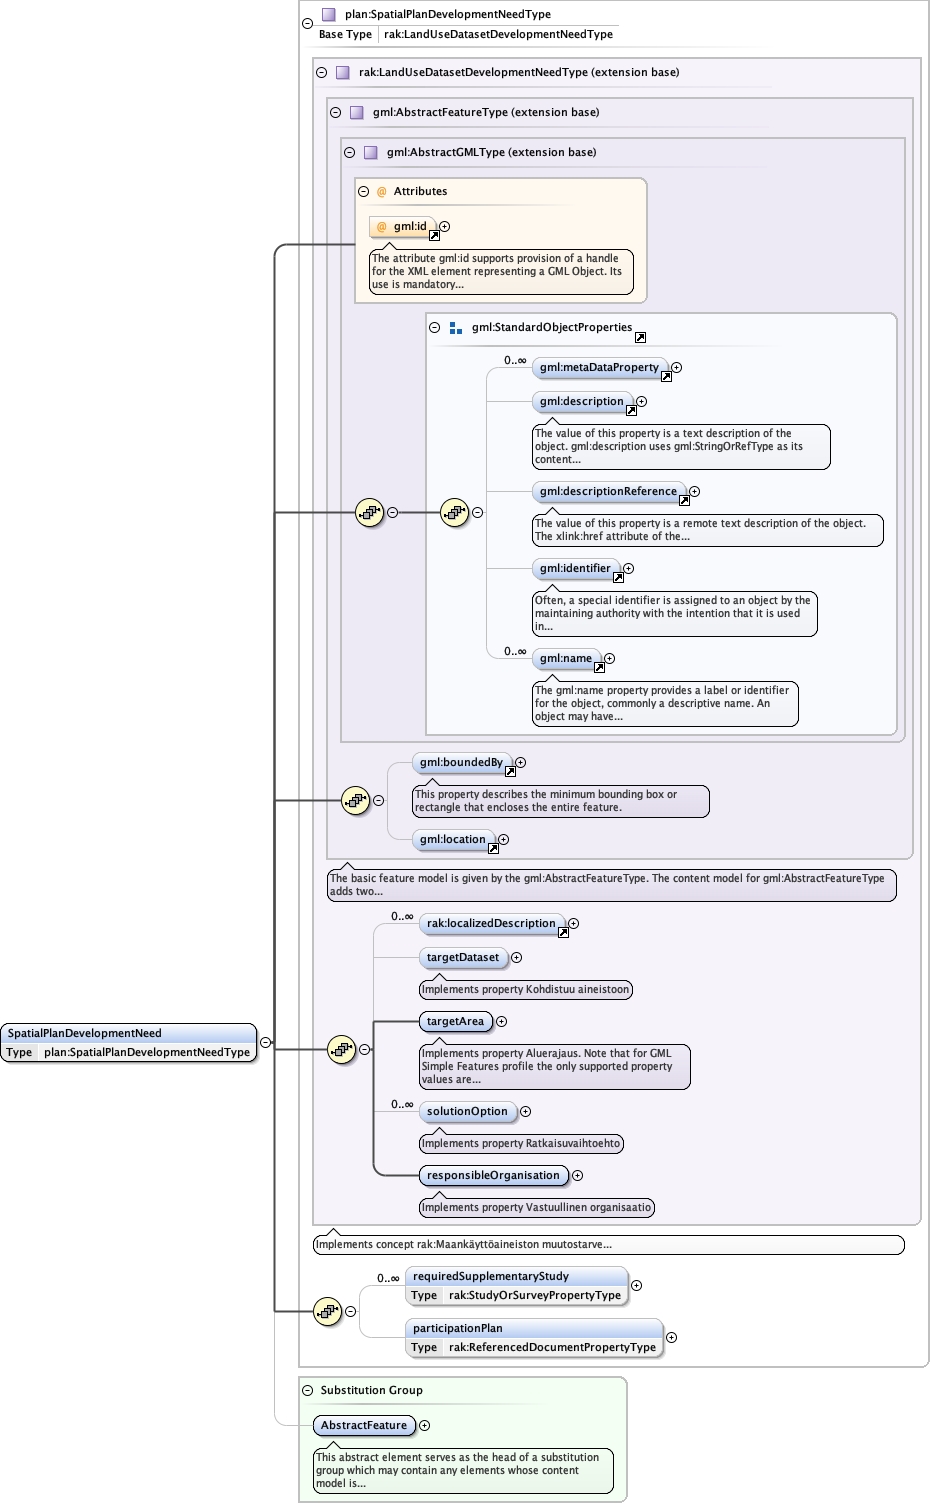 plan:SpatialPlanDevelopmentNeedType
Base Type rak:LandUseDatasetDevelopmentNeedType
rak:LandUseDatasetDevelopmentNeedType (extension base)
gml:AbstractFeatureType (extension base)
gml:AbstractGMLType (extension base)
@ Attributes
@ gml:id
The attribute gml:id supports provision of a handle
for the XML element representing a GML Object. Its
use is mandatory...
gml:StandardObjectProperties
0..∞
gml:metaDataProperty
gml:description
The value of this property is a text description of the
object. gml:description uses gml:StringOrRefType as its
content...
gml:descriptionReference
The value of this property is a remote text description of the object.
The xlink:href attribute of the...
gml:identifier
Often, a special identifier is assigned to an object by the
maintaining authority with the intention that it is used
in...
0..∞
gml:name
The gml:name property provides a label or identifier
for the object, commonly a descriptive name. An
object may have...
gml:boundedBy
This property describes the minimum bounding box or
rectangle that encloses the entire feature.
gml:location
The basic feature model is given by the gml:AbstractFeatureType. The content model for gml:AbstractFeatureType
adds two...
0..∞
rak:localizedDescription
targetDataset
Implements property Kohdistuu aineistoon
targetArea
Implements property Aluerajaus. Note that for GML
Simple Features profile the only supported property
values are...
0..∞
solutionOption
Implements property Ratkaisuvaihtoehto
responsibleOrganisation
Implements property Vastuullinen organisaatio
SpatialPlanDevelopmentNeed
Type plan:SpatialPlanDevelopmentNeedType
Implements concept rak:Maankäyttöaineiston muutostarve...
0..∞
requiredSupplementaryStudy
Type rak:StudyOrSurveyPropertyType
participationPlan
Type rak:ReferencedDocumentPropertyType
Substitution Group
AbstractFeature
This abstract element serves as the head of a substitution
group which may contain any elements whose content
model is...